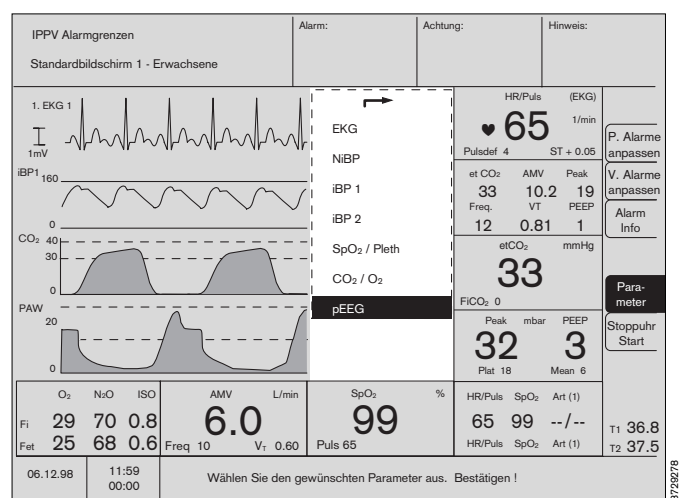 IPPV Alarmgrenzen
Standardbildschirm 1 - Erwachsene
Alarm:
Achtung:
Hinweis:
1. EKG 1
1mV
iBP1
160
0
CO₂
40
30
0
PAW
20
0
EKG
NiBP
iBP 1
iBP 2
SpO₂ / Pleth
CO₂ / O₂
pEEG
HR/Puls (EKG)
65 1/min
Pulsdef 4 ST + 0.05
et CO₂ AMV Peak
33 10.2 19
Freq. VT PEEP
12 0.81 1
etCO₂ mmHg
33
FiCO₂ 0
Peak mbar PEEP
32 3
Plat 18 Mean 6
P. Alarme
anpassen
V. Alarme
anpassen
Alarm
Info
Para-
meter
Stoppuhr
Start
O₂ N₂O ISO
Fi 29 70 0.8
Fet 25 68 0.6
AMV L/min
6.0
Freq 10 VT 0.60
SpO₂ %
99
Puls 65
HR/Puls SpO₂ Art (1)
65 99 --/--
HR/Puls SpO₂ Art (1)
T1 36.8
T2 37.5
06.12.98
11:59
00:00
Wählen Sie den gewünschten Parameter aus. Bestätigen !
3729278